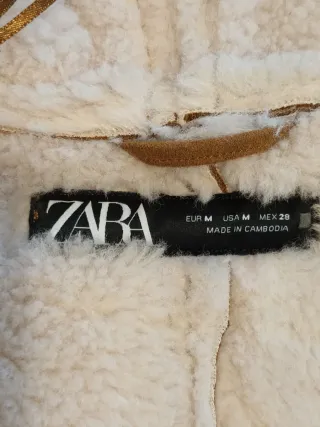 ZARA
EUR M USA M MEX 28
MADE IN CAMBODIA